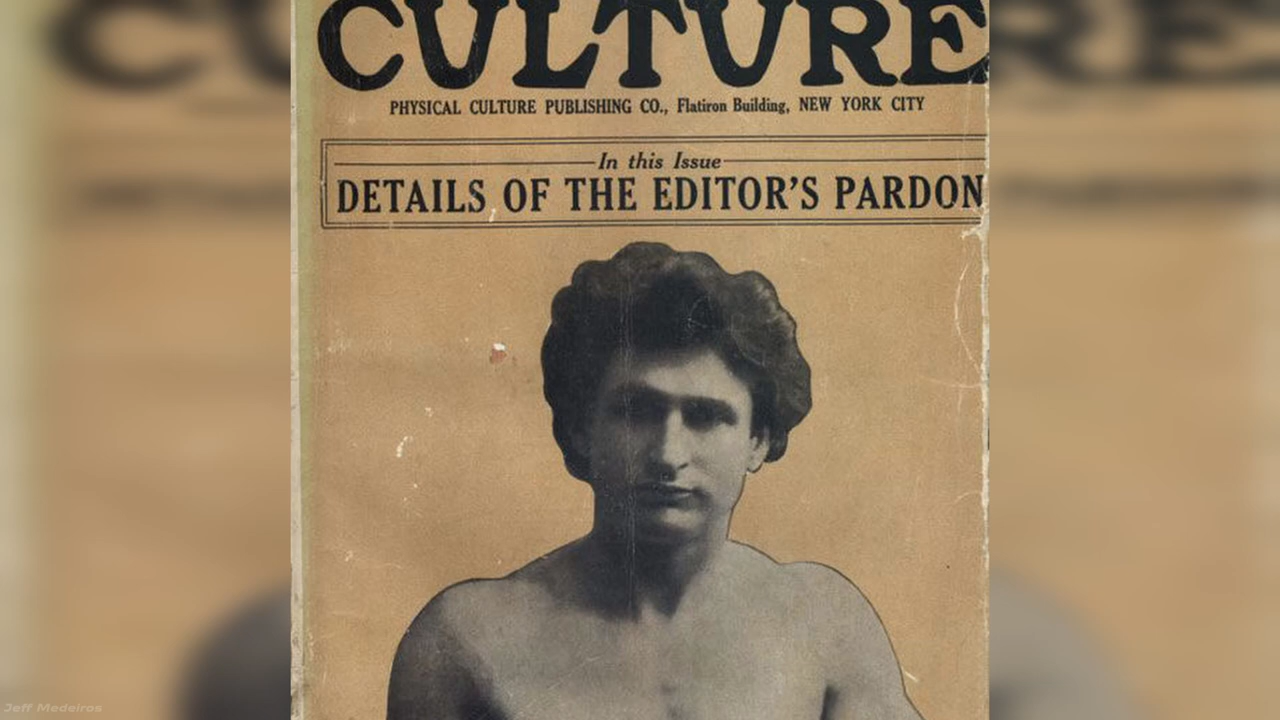 CULTURE
PHYSICAL CULTURE PUBLISHING CO., Flatiron Building, NEW YORK CITY
In this Issue
DETAILS OF THE EDITOR'S PARDON
Jeff Medeiros